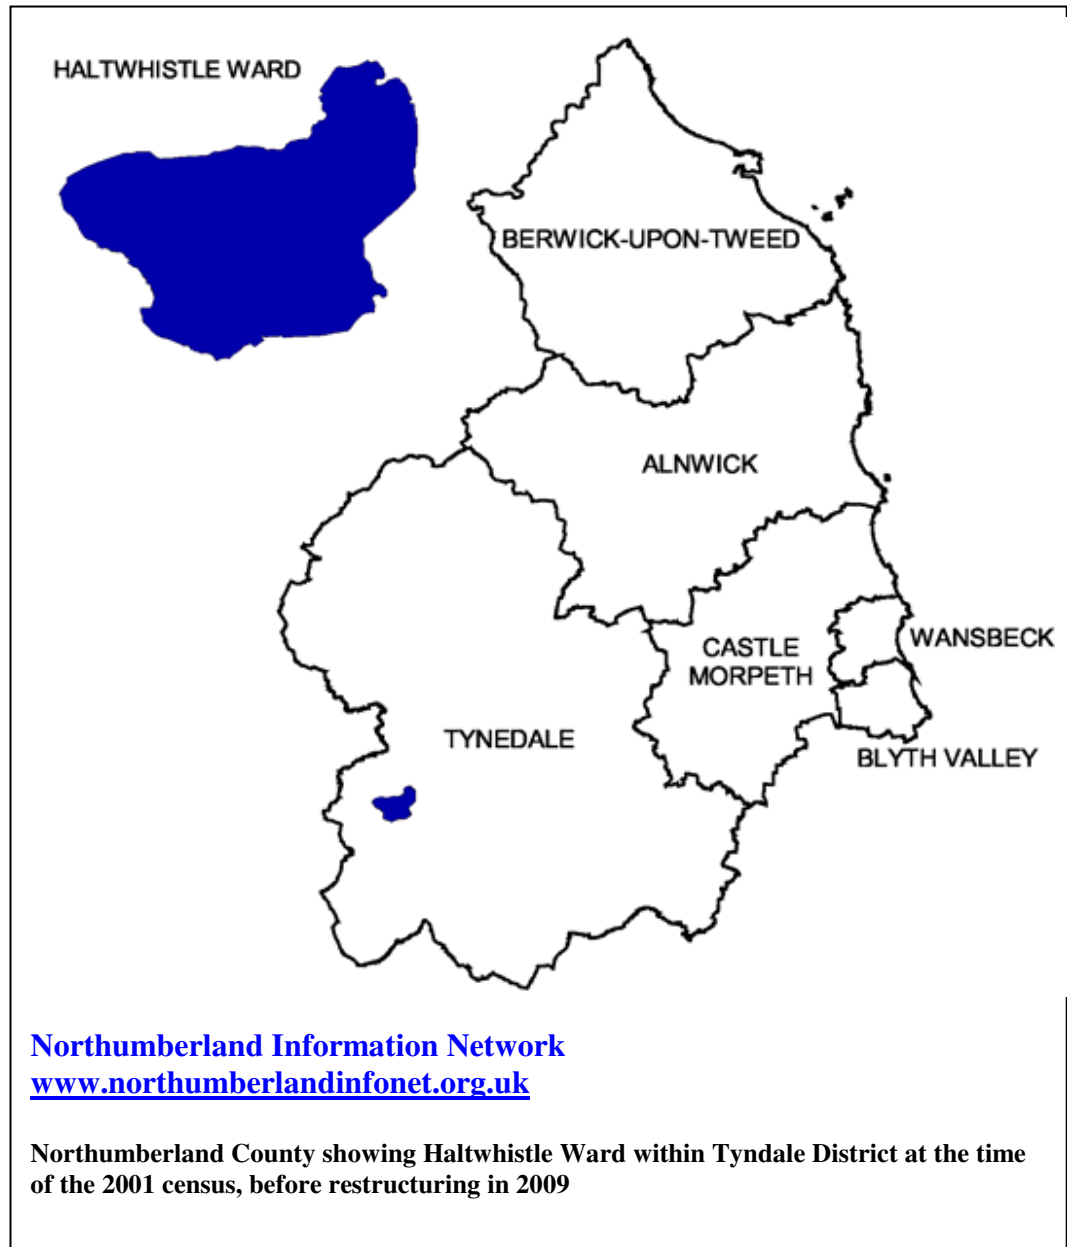 HALTWHISTLE WARD
BERWICK-UPON-TWEED
ALNWICK
CASTLE
MORPETH
WANSBECK
TYNEDALE
BLYTH VALLEY
Northumberland Information Network
www.northumberlandinfonet.org.uk
Northumberland County showing Haltwhistle Ward within Tyndale District at the time
of the 2001 census, before restructuring in 2009